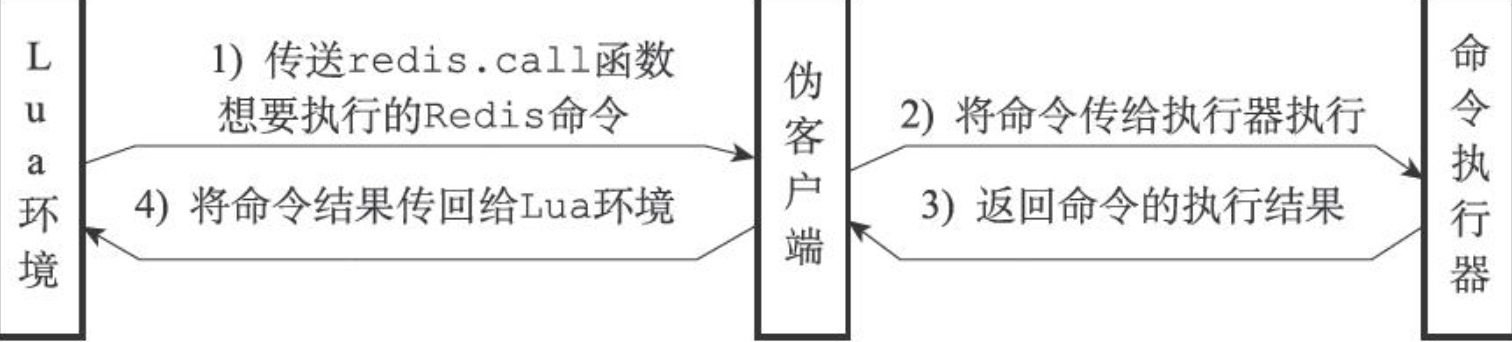 Lua环境
1) 传送redis.call函数
想要执行的Redis命令
4) 将命令结果传回给Lua环境
伪客户端
2) 将命令传给执行器执行
3) 返回命令的执行结果
命令执行器